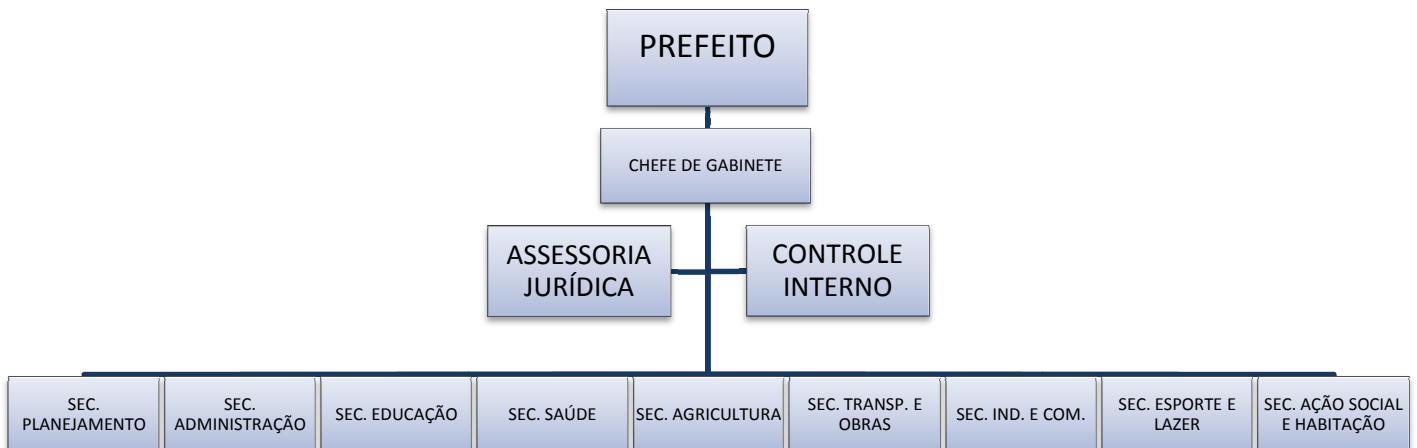 PREFEITO
CHEFE DE GABINETE
ASSESSORIA
JURÍDICA
CONTROLE
INTERNO
SEC.
PLANEJAMENTO
SEC.
ADMINISTRAÇÃO
SEC. EDUCAÇÃO
SEC. SAÚDE
SEC. AGRICULTURA
SEC. TRANSP. E
OBRAS
SEC. IND. E COM.
SEC. ESPORTE E
LAZER
SEC. AÇÃO SOCIAL
E HABITAÇÃO